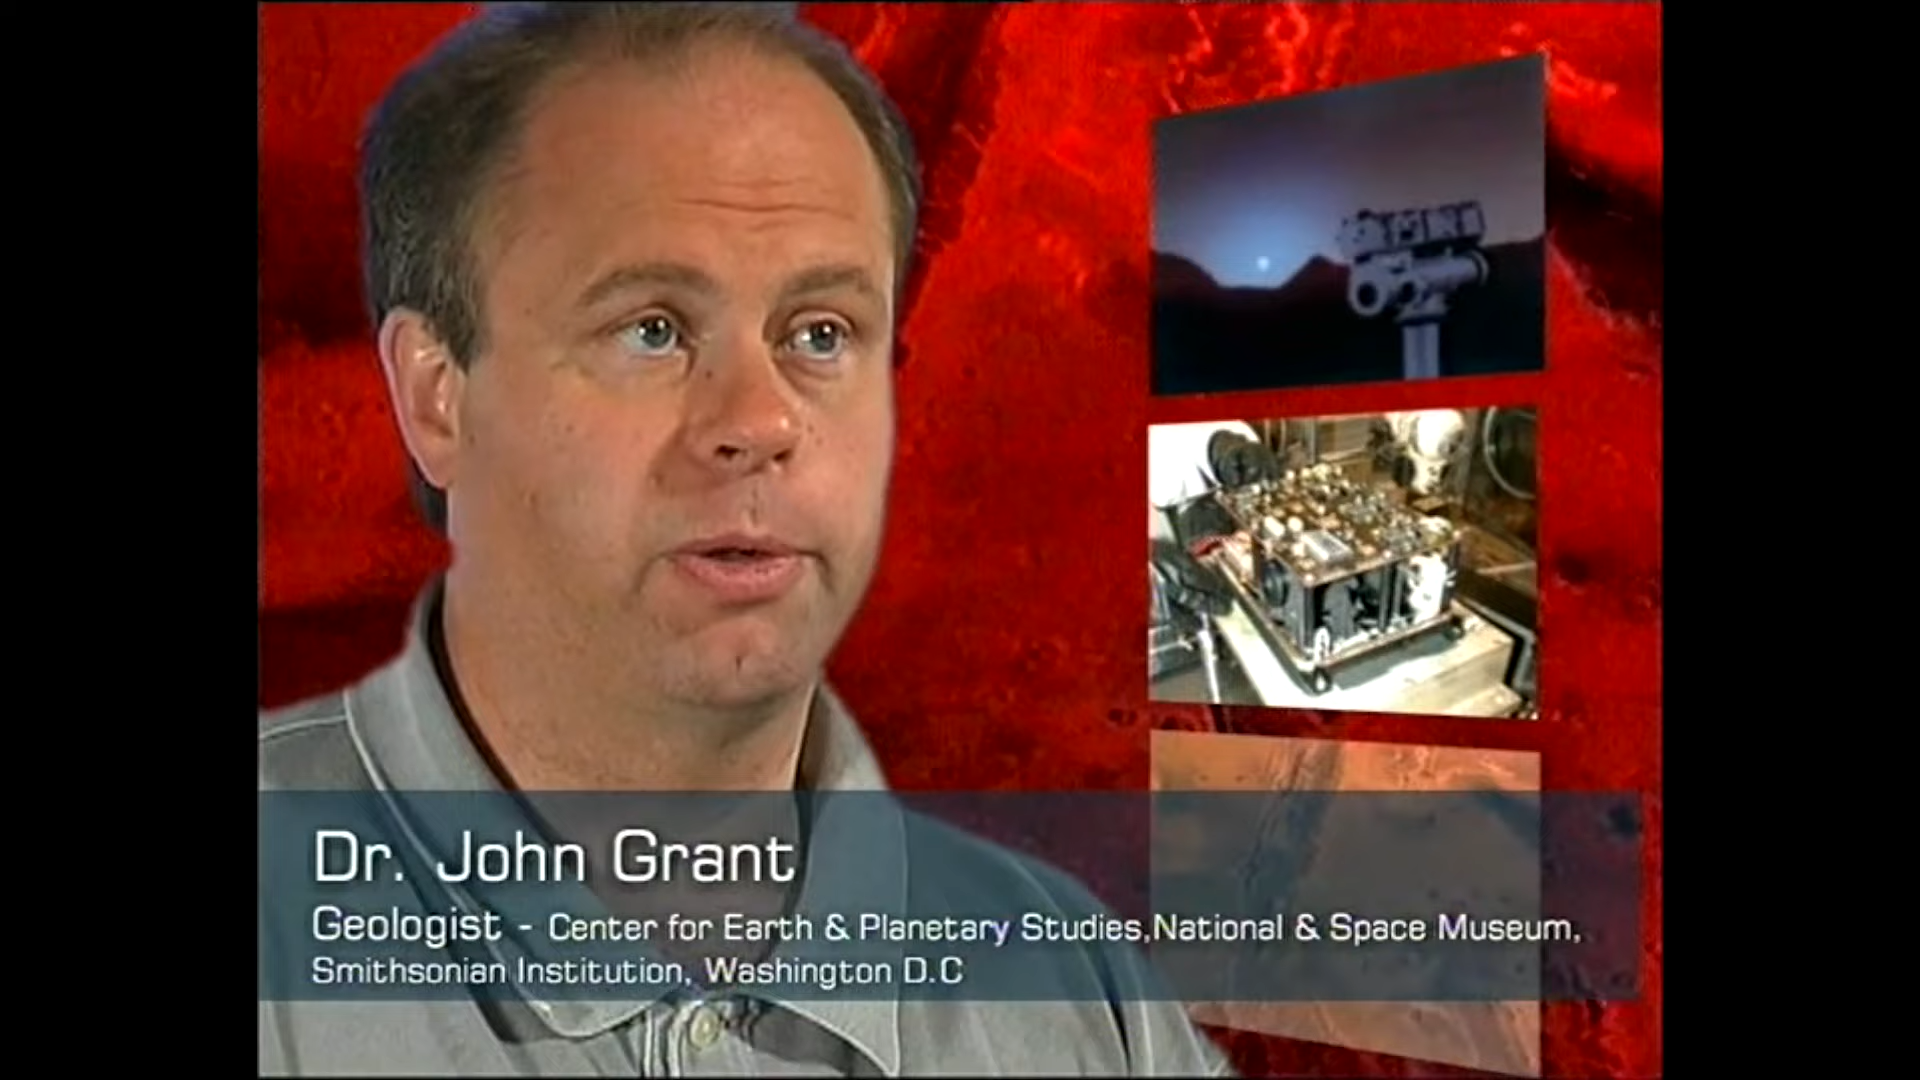 Dr. John Grant
Geologist - Center for Earth & Planetary Studies,National & Space Museum,
Smithsonian Institution, Washington D.C